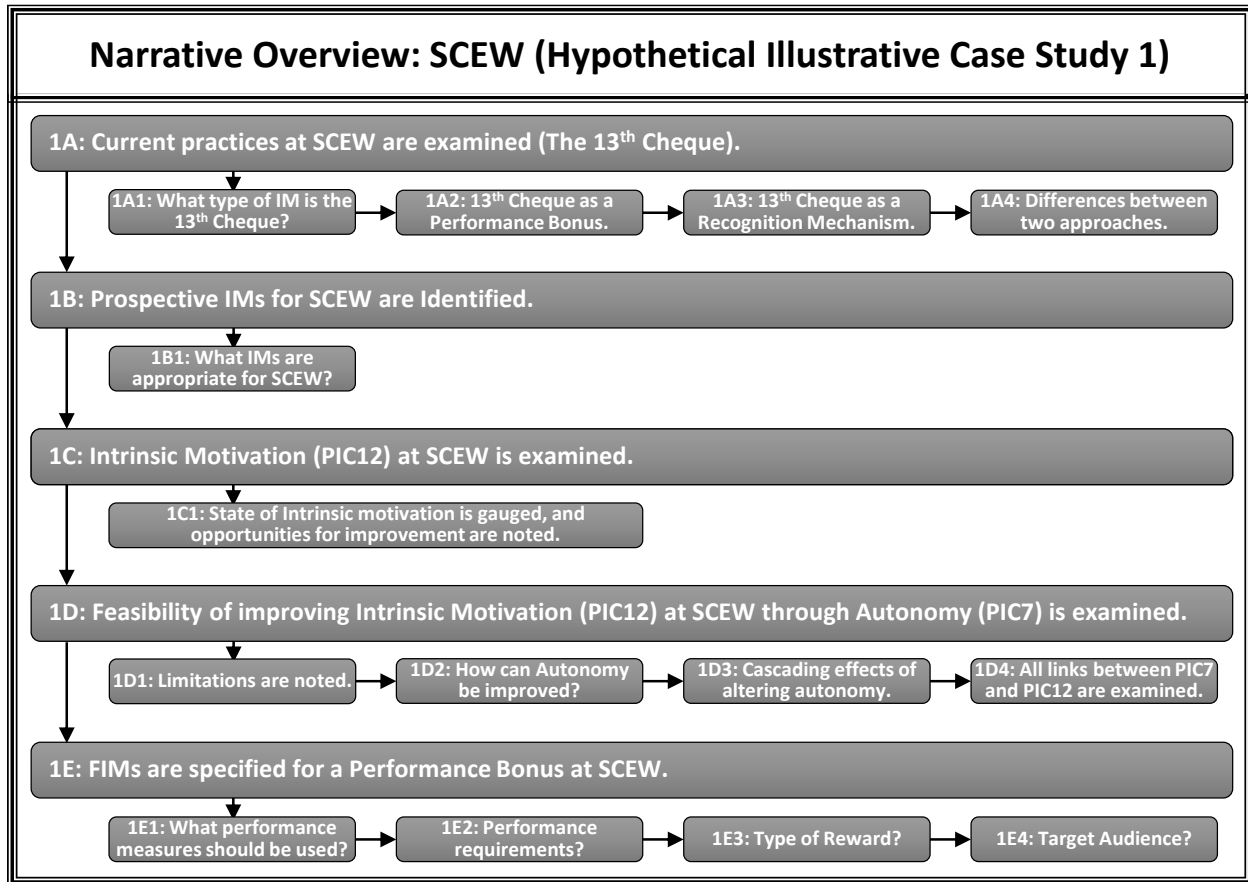 Narrative Overview: SCEW (Hypothetical Illustrative Case Study 1)
1A: Current practices at SCEW are examined (The 13th Cheque).
1A1: What type of IM is the
13th Cheque?
1A2: 13th Cheque as a
Performance Bonus.
1A3: 13th Cheque as a
Recognition Mechanism.
1A4: Differences between
two approaches.
1B: Prospective IMs for SCEW are Identified.
1B1: What IMs are
appropriate for SCEW?
1C: Intrinsic Motivation (PIC12) at SCEW is examined.
1C1: State of Intrinsic motivation is gauged, and
opportunities for improvement are noted.
1D: Feasibility of improving Intrinsic Motivation (PIC12) at SCEW through Autonomy (PIC7) is examined.
1D1: Limitations are noted.
1D2: How can Autonomy
be improved?
1D3: Cascading effects of
altering autonomy.
1D4: All links between PIC7
and PIC12 are examined.
1E: FIMs are specified for a Performance Bonus at SCEW.
1E1: What performance
measures should be used?
1E2: Performance
requirements?
1E3: Type of Reward?
1E4: Target Audience?